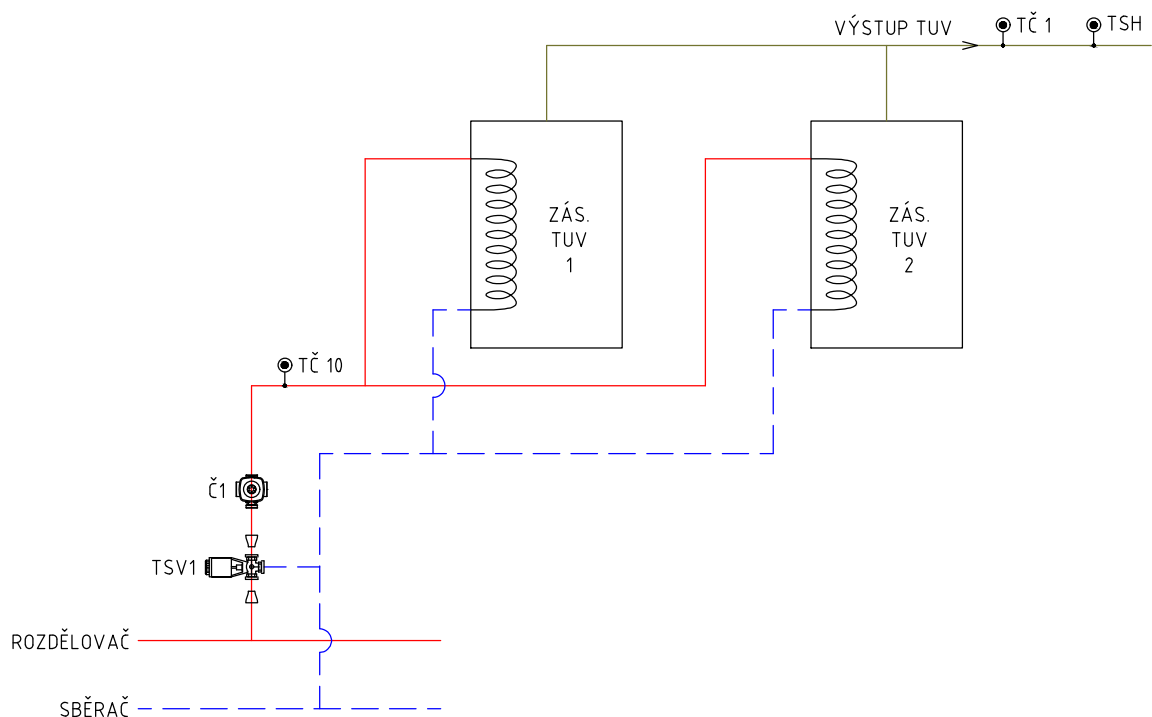 VÝSTUP TUV
TČ 1
TSH
ZÁS.
TUV
1
ZÁS.
TUV
2
TČ 10
Č1
TSV1
ROZDĚLOVAČ
SBĚRAČ